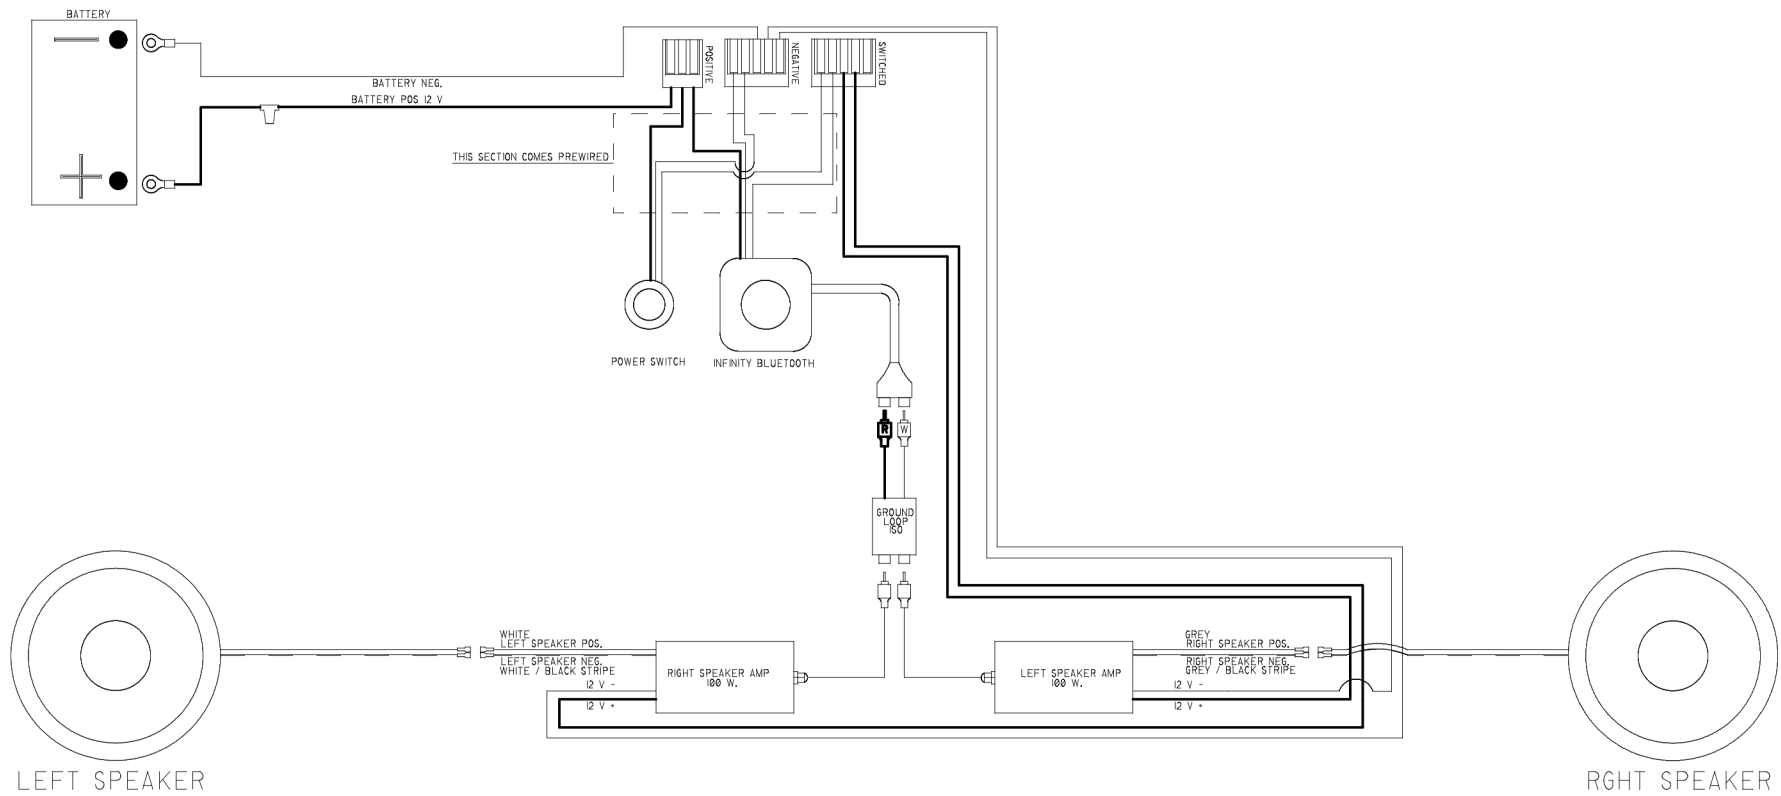 BATTERY
BATTERY NEG.
BATTERY POS 12 V
POSITIVE
NEGATIVE
SWITCHED
THIS SECTION COMES PREWIRED
POWER SWITCH
INFINITY BLUETOOTH
R
W
GROUND
LOOP
ISO
WHITE
LEFT SPEAKER POS.
LEFT SPEAKER NEG.
WHITE / BLACK STRIPE
12 V -
12 V +
RIGHT SPEAKER AMP
100 W.
LEFT SPEAKER AMP
100 W.
GREY
RIGHT SPEAKER POS.
RIGHT SPEAKER NEG.
GREY / BLACK STRIPE
12 V -
12 V +
LEFT SPEAKER
RGHT SPEAKER